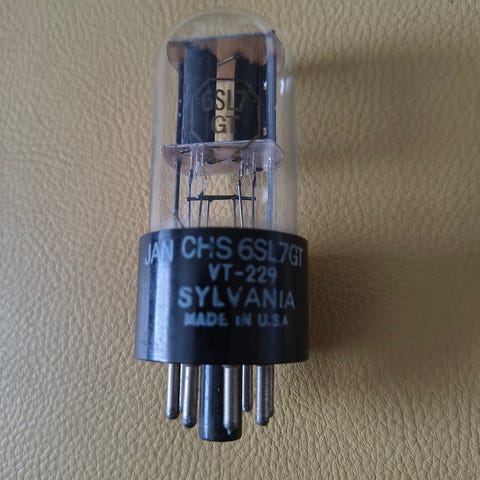 6SL7
GT
JAN CHS 6SL7GT
VT-229
SYLVANIA
MADE IN U.S.A